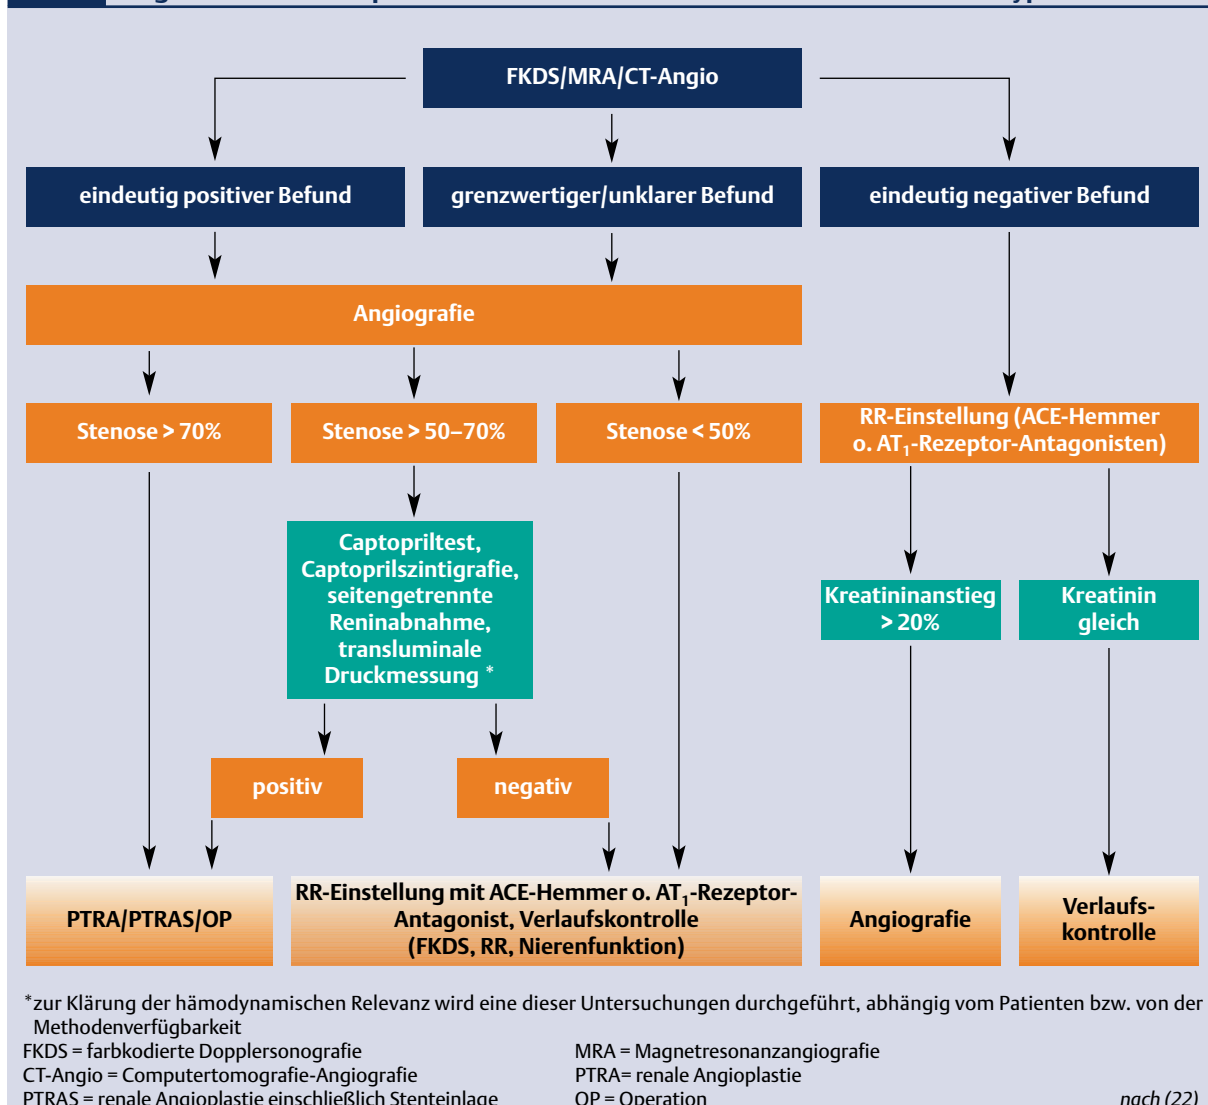 FKDS/MRA/CT-Angio
eindeutig positiver Befund
grenzwertiger/unklarer Befund
eindeutig negativer Befund
Angiografie
Stenose > 70%
Stenose > 50–70%
Stenose < 50%
RR-Einstellung (ACE-Hemmer
o. AT₁-Rezeptor-Antagonisten)
Captopriltest,
Captoprilszintigrafie,
seitengetrennte
Reninabnahme,
transluminale
Druckmessung *
Kreatininanstieg
> 20%
Kreatinin
gleich
positiv
negativ
PTRA/PTRAS/OP
RR-Einstellung mit ACE-Hemmer o. AT₁-Rezeptor-
Antagonist, Verlaufskontrolle
(FKDS, RR, Nierenfunktion)
Angiografie
Verlaufs-
kontrolle
*zur Klärung der hämodynamischen Relevanz wird eine dieser Untersuchungen durchgeführt, abhängig vom Patienten bzw. von der
Methodenverfügbarkeit
FKDS = farbkodierte Dopplersonografie
MRA = Magnetresonanzangiografie
CT-Angio = Computertomografie-Angiografie
PTRA= renale Angioplastie
PTRAS = renale Angioplastie einschließlich Stenteinlage
OP = Operation
nach (22)